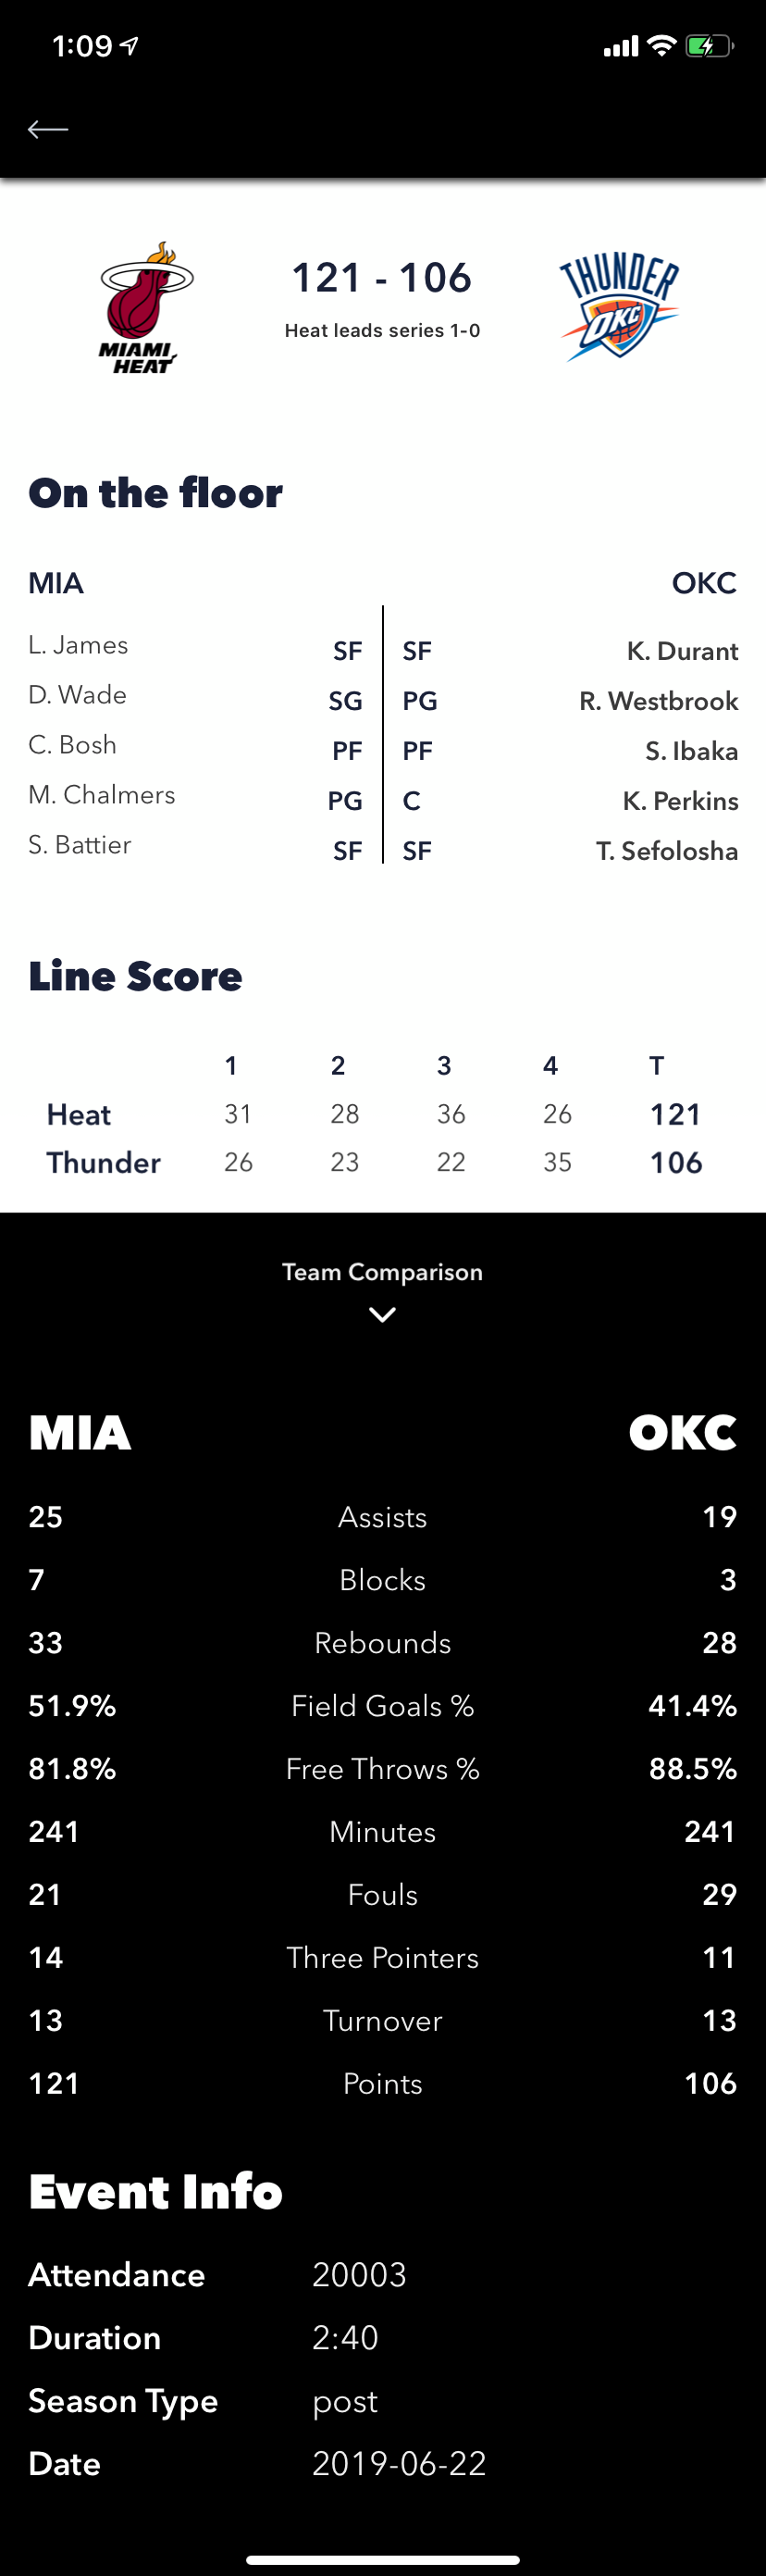 1:09
121 - 106
Heat leads series 1-0
MIAMI
HEAT
THUNDER
OKC
On the floor
MIA OKC
L. James SF SF K. Durant
D. Wade SG PG R. Westbrook
C. Bosh PF PF S. Ibaka
M. Chalmers PG C K. Perkins
S. Battier SF SF T. Sefolosha
Line Score
1 2 3 4 T
Heat 31 28 36 26 121
Thunder 26 23 22 35 106
Team Comparison
MIA OKC
25 Assists 19
7 Blocks 3
33 Rebounds 28
51.9% Field Goals % 41.4%
81.8% Free Throws % 88.5%
241 Minutes 241
21 Fouls 29
14 Three Pointers 11
13 Turnover 13
121 Points 106
Event Info
Attendance 20003
Duration 2:40
Season Type post
Date 2019-06-22